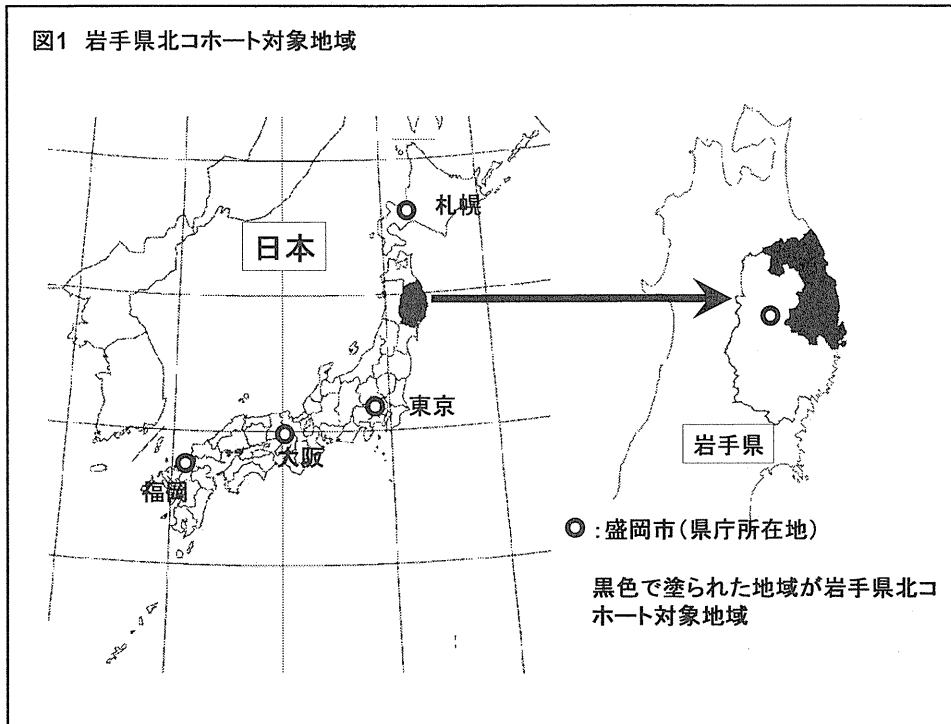 図1 岩手県北コホート対象地域
札幌
日本
東京
大阪
福岡
岩手県
◎:盛岡市(県庁所在地)
黒色で塗られた地域が岩手県北コ
ホート対象地域